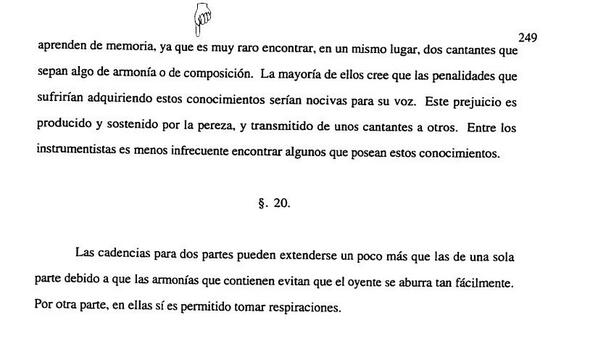 249
aprenden de memoria, ya que es muy raro encontrar, en un mismo lugar, dos cantantes que
sepan algo de armonía o de composición. La mayoría de ellos cree que las penalidades que
sufrirían adquiriendo estos conocimientos serían nocivas para su voz. Este prejuicio es
producido y sostenido por la pereza, y transmitido de unos cantantes a otros. Entre los
instrumentistas es menos infrecuente encontrar algunos que posean estos conocimientos.
§. 20.
Las cadencias para dos partes pueden extenderse un poco más que las de una sola
parte debido a que las armonías que contienen evitan que el oyente se aburra tan fácilmente.
Por otra parte, en ellas sí es permitido tomar respiraciones.